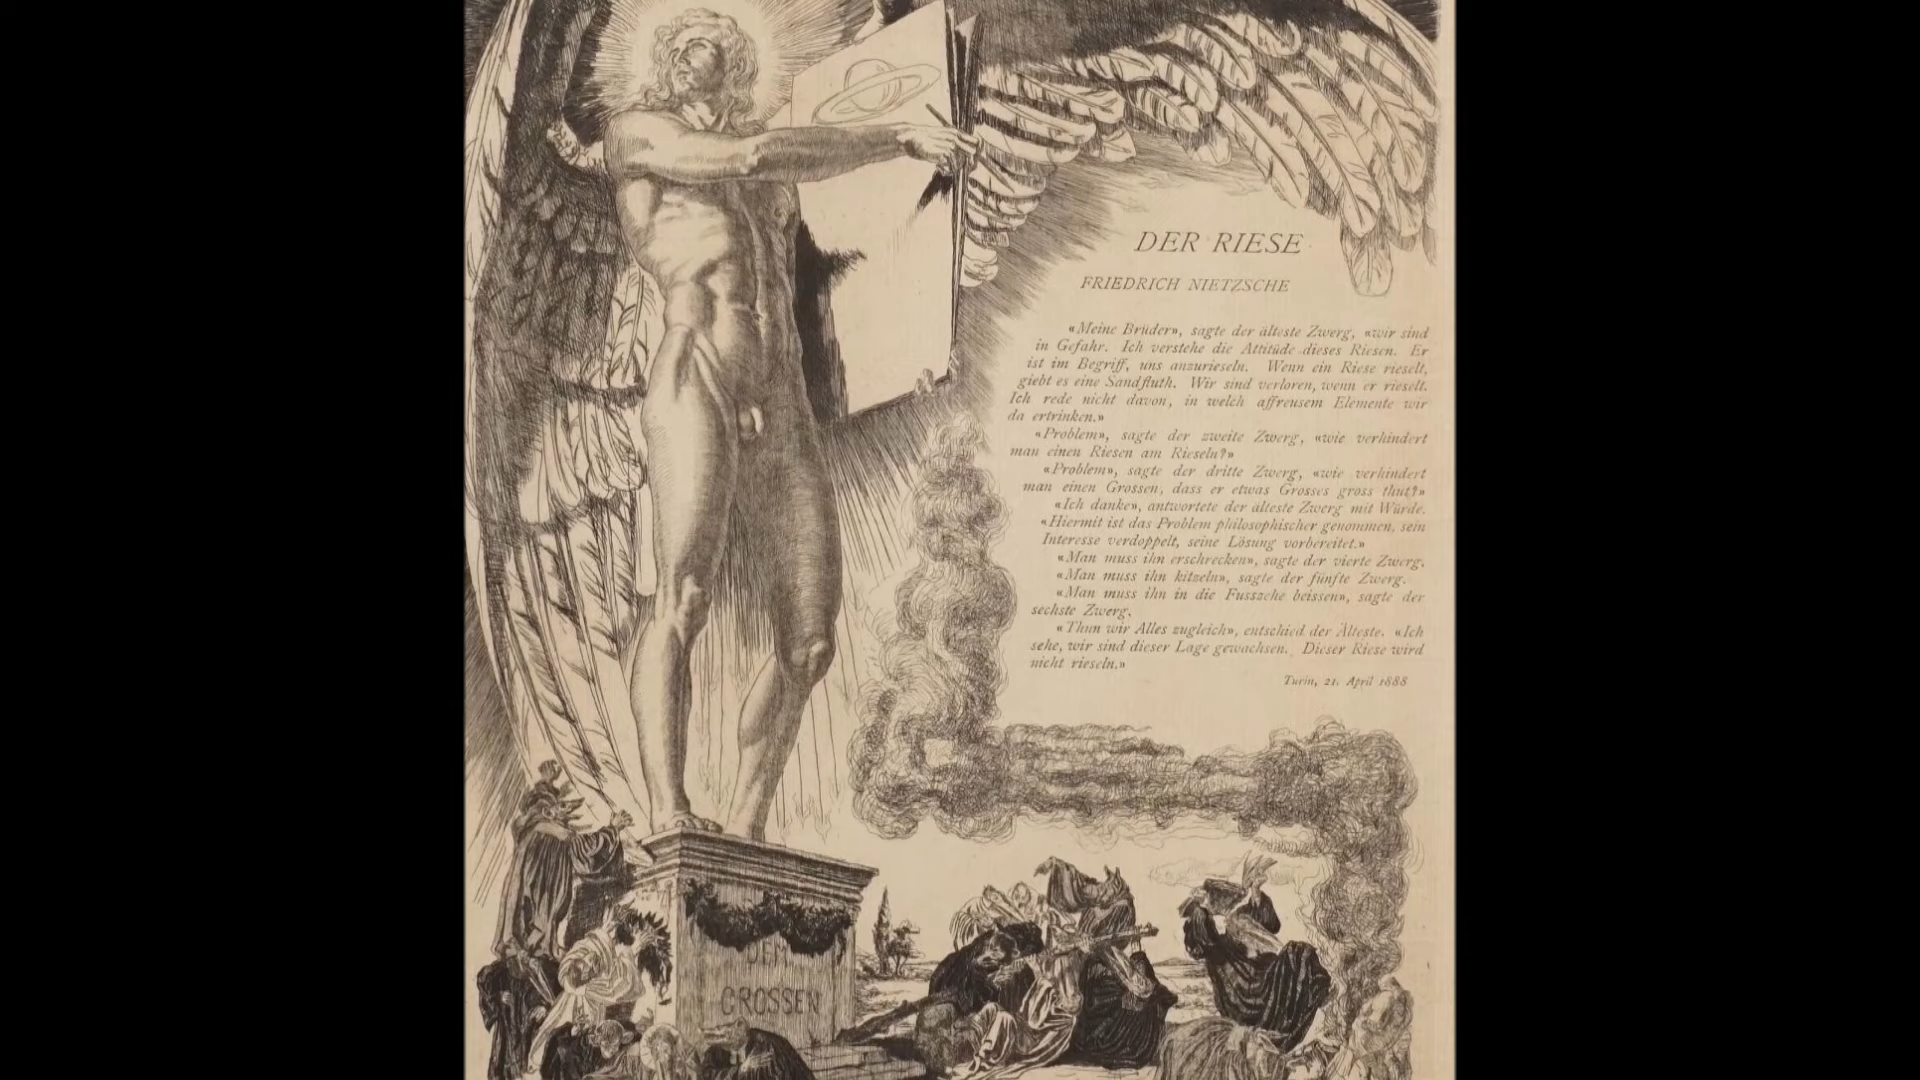 DER RIESE
FRIEDRICH NIETZSCHE
«Meine Brüder», sagte der älteste Zwerg, «wir sind
in Gefahr. Ich verstehe die Attitüde dieses Riesen. Er
ist im Begriff, uns anzurieseln. Wenn ein Riese rieselt,
giebt es eine Sandfluth. Wir sind verloren, wenn er rieselt.
Ich rede nicht davon, in welch affreusem Elemente wir
da ertrinken.»
«Problem», sagte der zweite Zwerg, «wie verhindert
man einen Riesen am Rieseln?»
«Problem», sagte der dritte Zwerg, «wie verhindert
man einen Grossen, dass er etwas Grosses gross thut?»
«Ich danke», antwortete der älteste Zwerg mit Würde.
«Hiermit ist das Problem philosophischer genommen, sein
Interesse verdoppelt, seine Lösung vorbereitet.»
«Man muss ihn erschrecken», sagte der vierte Zwerg.
«Man muss ihn kitzeln», sagte der fünfte Zwerg.
«Man muss ihn in die Fusszehe beissen», sagte der
sechste Zwerg.
«Thun wir Alles zugleich», entschied der Älteste. «Ich
sehe, wir sind dieser Lage gewachsen. Dieser Riese wird
nicht rieseln.»
Turin, 21. April 1888
GROSSEN